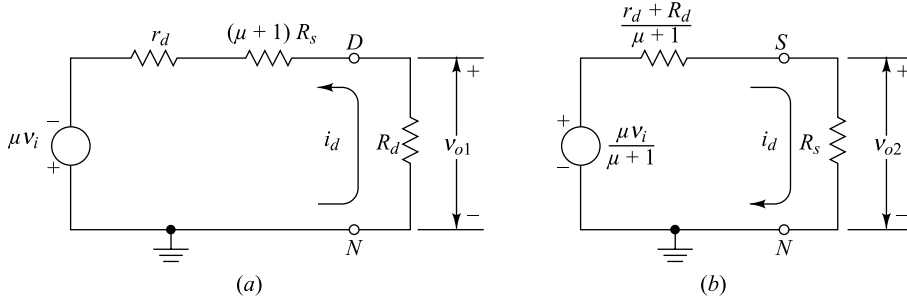 r_d
(μ + 1) R_s
D
−
+
μv_i
i_d
R_d
+
v_o1
−
N
(a)
r_d + R_d
μ + 1
S
+
−
μv_i
μ + 1
i_d
R_s
+
v_o2
−
N
(b)